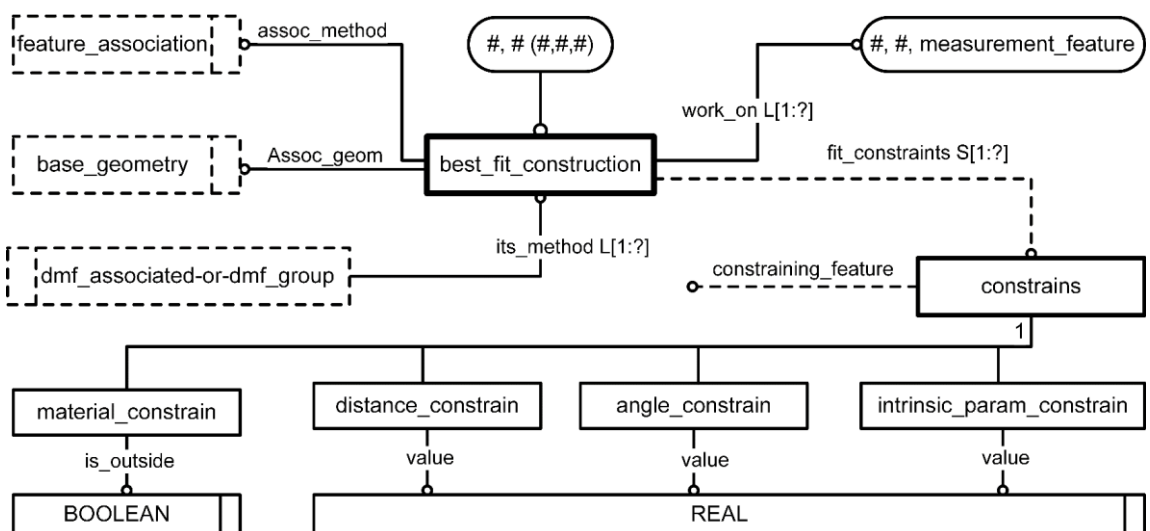 feature_association
assoc_method
#, # (#,#,#)
#, #, measurement_feature
work_on L[1:?]
base_geometry
Assoc_geom
best_fit_construction
fit_constraints S[1:?]
its_method L[1:?]
dmf_associated-or-dmf_group
constraining_feature
constrains
1
material_constrain
distance_constrain
angle_constrain
intrinsic_param_constrain
is_outside
value
value
value
BOOLEAN
REAL